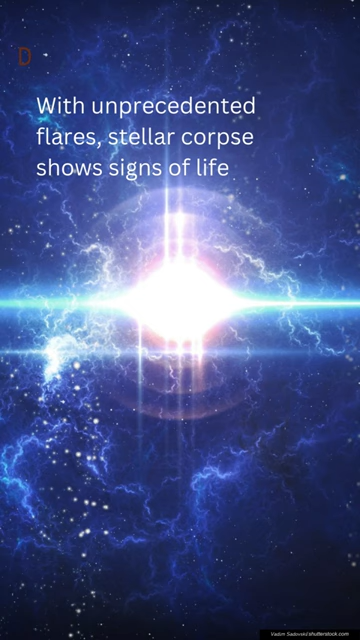 D
With unprecedented
flares, stellar corpse
shows signs of life
Vadim Sadovski/shutterstock.com